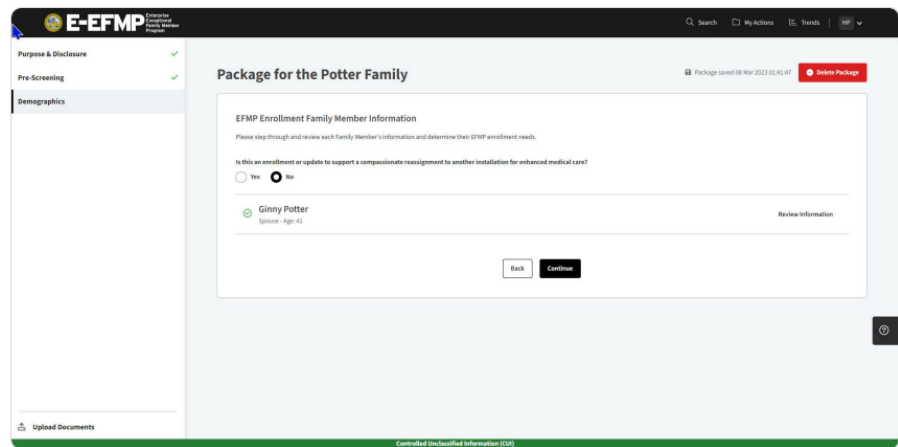 E-EFMP Enterprise
Exceptional
Family Member
Program
Search My Actions Trends HP
Purpose & Disclosure
Pre-Screening
Demographics
Package for the Potter Family
Package saved 08 Mar 2023 01:41:47
Delete Package
EFMP Enrollment Family Member Information
Please step through and review each Family Member's information and determine their EFMP enrollment needs.
Is this an enrollment or update to support a compassionate reassignment to another installation for enhanced medical care?
Yes No
Ginny Potter
Spouse - Age: 41
Review Information
Back Continue
Upload Documents
Controlled Unclassified Information (CUI)